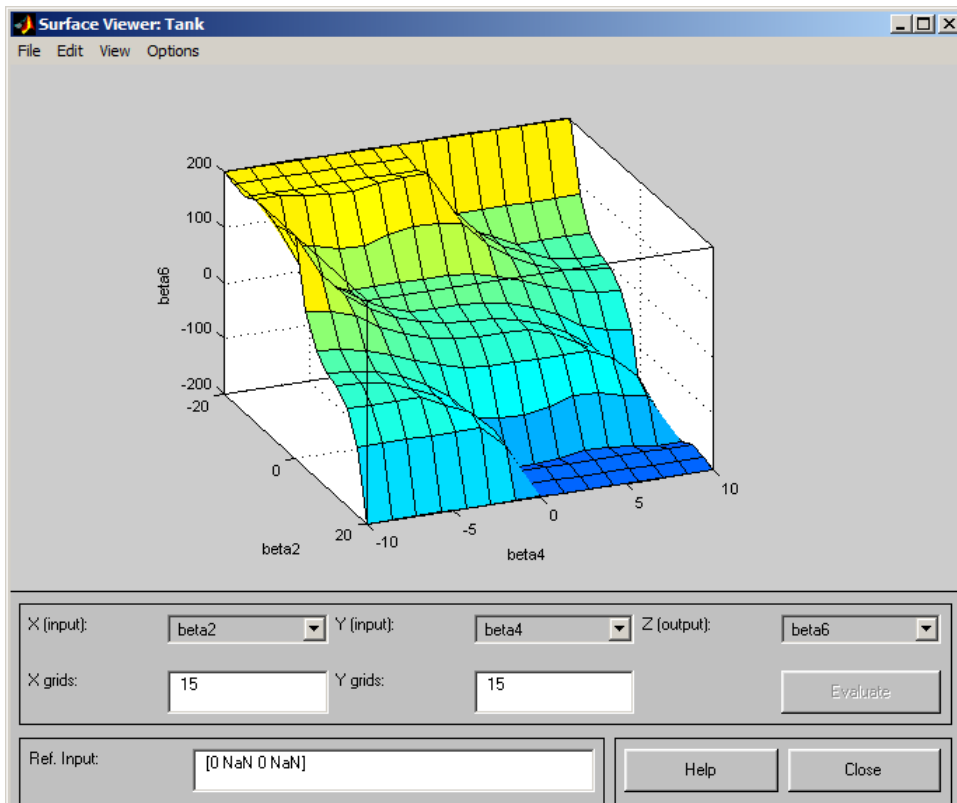 Surface Viewer: Tank
File Edit View Options
200
100
0
-100
-200
beta6
-20
0
20
beta2
-10
-5
0
5
10
beta4
X (input): beta2 Y (input): beta4 Z (output): beta6
X grids: 15 Y grids: 15 Evaluate
Ref. Input: [0 NaN 0 NaN] Help Close